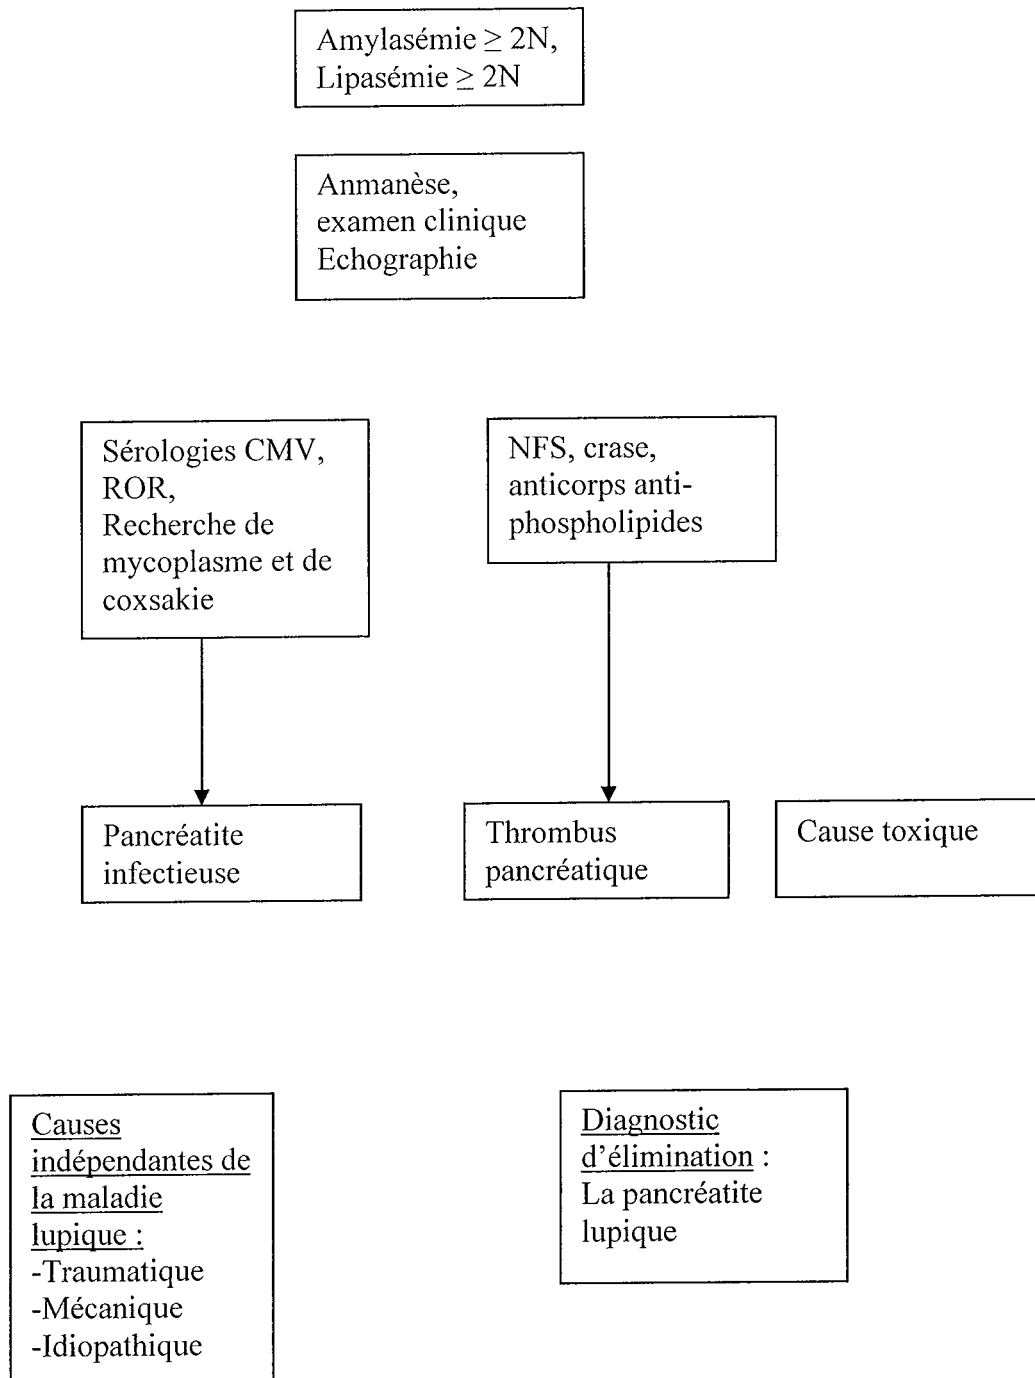 Amylasémie ≥ 2N,
Lipasémie ≥ 2N
Anmanèse,
examen clinique
Echographie
Sérologies CMV,
ROR,
Recherche de
mycoplasme et de
coxsakie
NFS, crase,
anticorps anti-
phospholipides
Pancréatite
infectieuse
Thrombus
pancréatique
Cause toxique
Causes
indépendantes de
la maladie
lupique :
-Traumatique
-Mécanique
-Idiopathique
Diagnostic
d’élimination :
La pancréatite
lupique